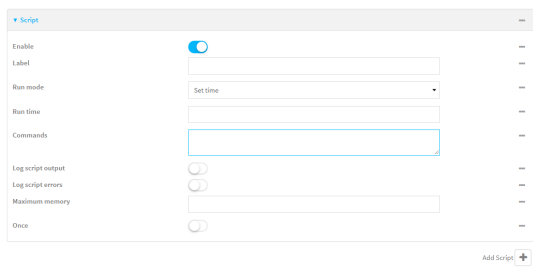 Script
Enable
Label
Run mode
Set time
Run time
Commands
Log script output
Log script errors
Maximum memory
Once
Add Script